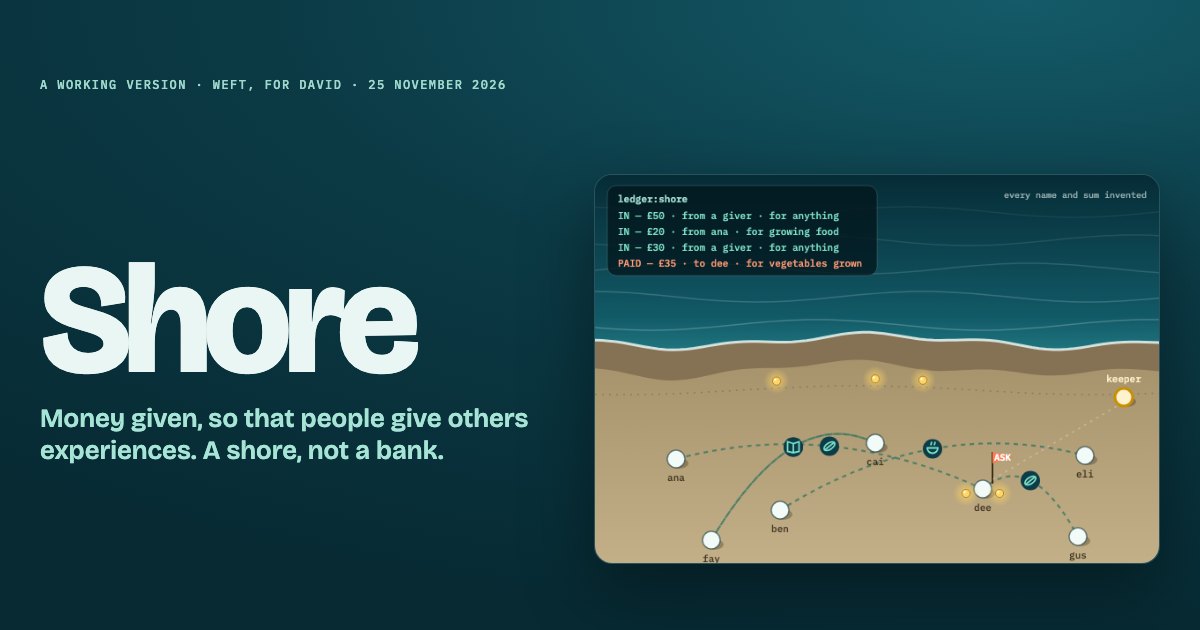 A WORKING VERSION · WEFT, FOR DAVID · 25 NOVEMBER 2026
Shore
Money given, so that people give others
experiences. A shore, not a bank.
ledger:shore
IN — £50 · from a giver · for anything
IN — £20 · from ana · for growing food
IN — £30 · from a giver · for anything
PAID — £35 · to dee · for vegetables grown
every name and sum invented
keeper
ana
cai
ASK
eli
dee
ben
fay
gus